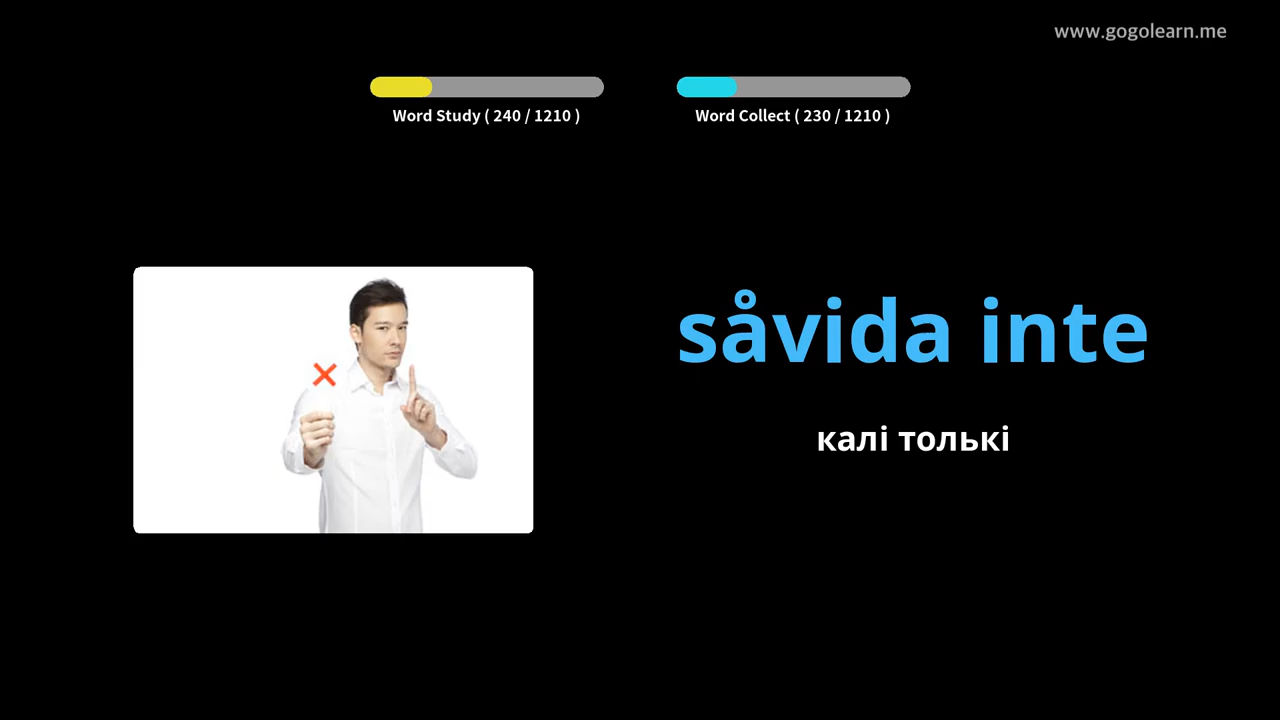 www.gogolearn.me
Word Study ( 240 / 1210 )
Word Collect ( 230 / 1210 )
såvida inte
калі толькі